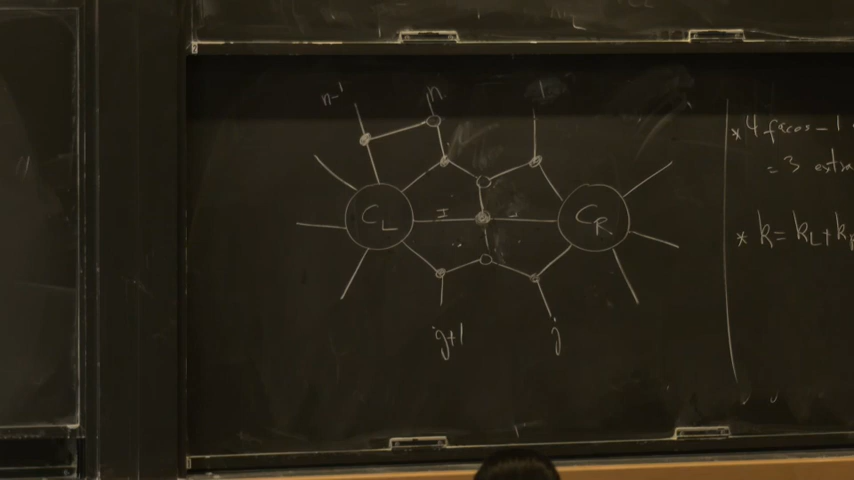 n-1
n
1
C_L
I
J
C_R
j+1
j
* 4 faces - 1
= 3 extra
* k = k_L + k_R